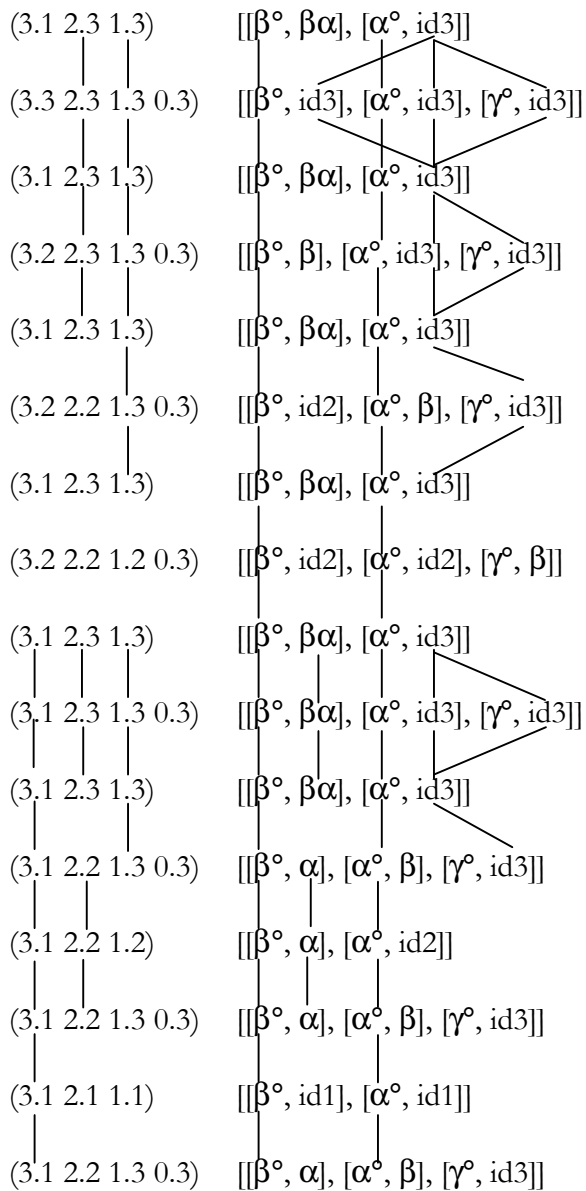 (3.1 2.3 1.3) [[β°, βα], [α°, id3]]
(3.3 2.3 1.3 0.3) [[β°, id3], [α°, id3], [γ°, id3]]
(3.1 2.3 1.3) [[β°, βα], [α°, id3]]
(3.2 2.3 1.3 0.3) [[β°, β], [α°, id3], [γ°, id3]]
(3.1 2.3 1.3) [[β°, βα], [α°, id3]]
(3.2 2.2 1.3 0.3) [[β°, id2], [α°, β], [γ°, id3]]
(3.1 2.3 1.3) [[β°, βα], [α°, id3]]
(3.2 2.2 1.2 0.3) [[β°, id2], [α°, id2], [γ°, β]]
(3.1 2.3 1.3) [[β°, βα], [α°, id3]]
(3.1 2.3 1.3 0.3) [[β°, βα], [α°, id3], [γ°, id3]]
(3.1 2.3 1.3) [[β°, βα], [α°, id3]]
(3.1 2.2 1.3 0.3) [[β°, α], [α°, β], [γ°, id3]]
(3.1 2.2 1.2) [[β°, α], [α°, id2]]
(3.1 2.2 1.3 0.3) [[β°, α], [α°, β], [γ°, id3]]
(3.1 2.1 1.1) [[β°, id1], [α°, id1]]
(3.1 2.2 1.3 0.3) [[β°, α], [α°, β], [γ°, id3]]